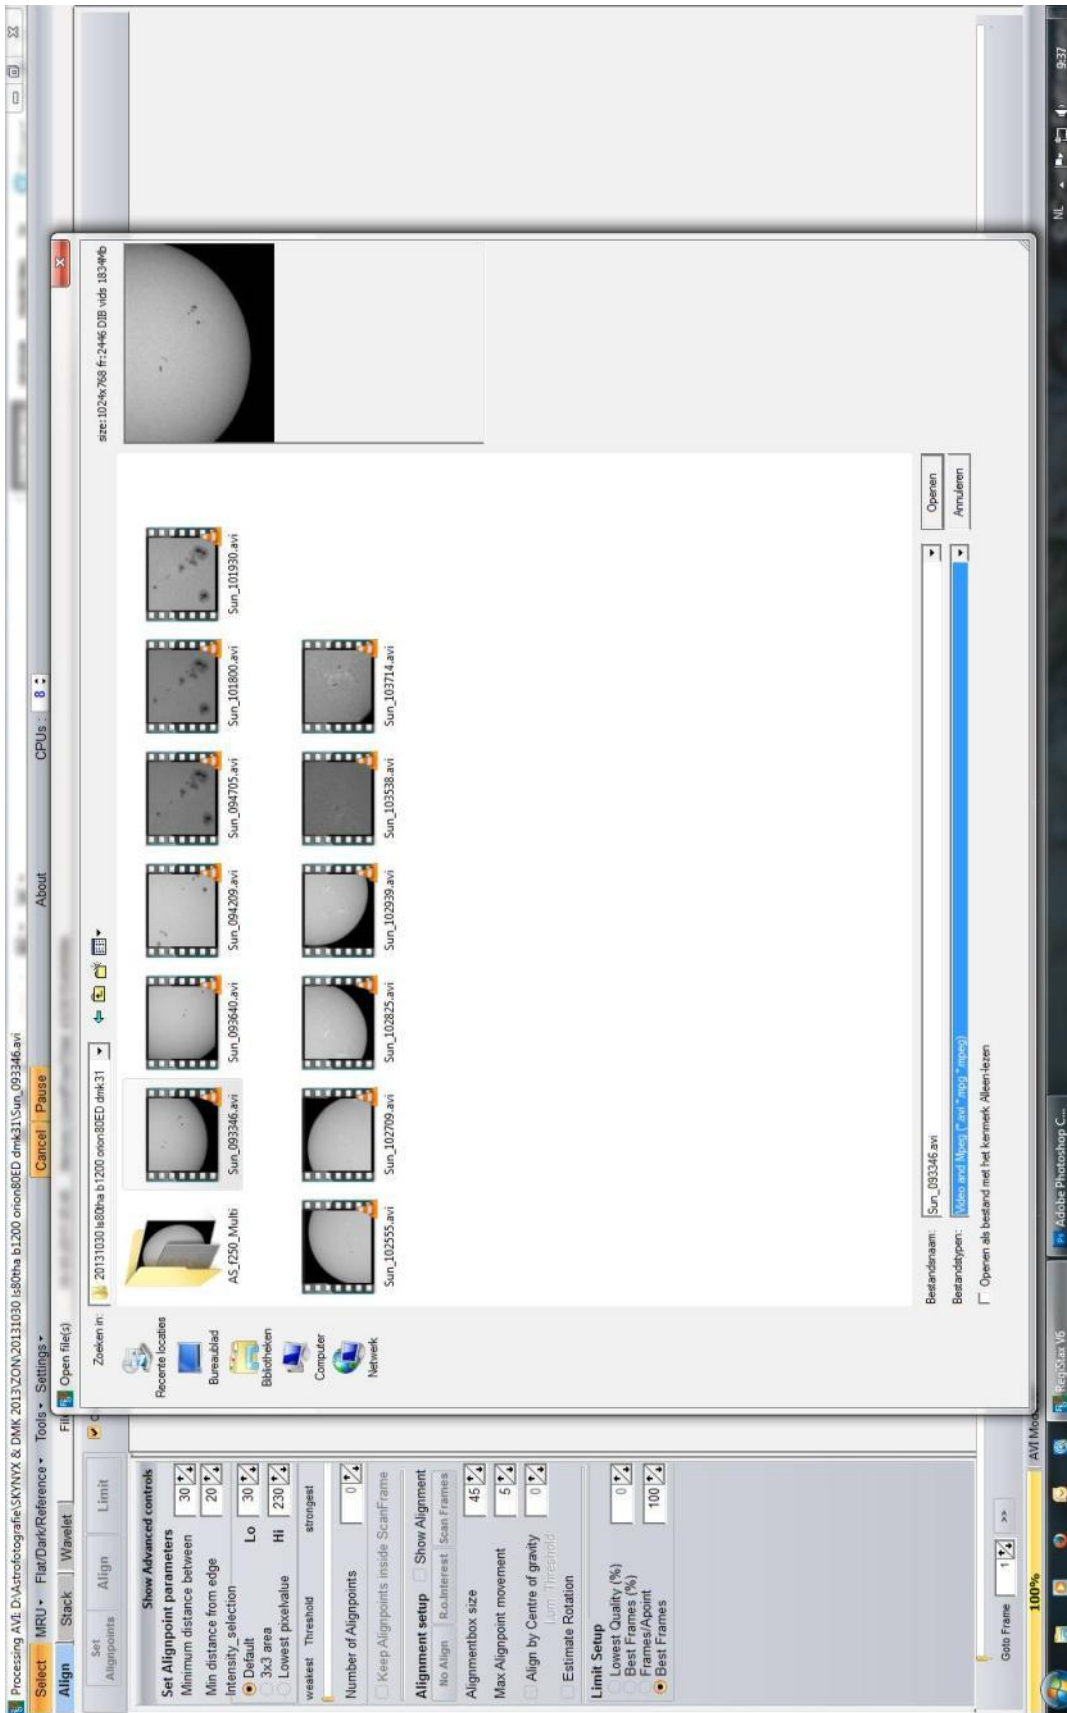 Processing AVI: D:\Astrofotografie\SKYNYX & DMK 2013\ZON\20131030 ls80tha b1200 orion80ED dmk31\Sun_093346.avi
Select MRU Flat/Dark/Reference Tools Settings Cancel Pause About CPUs : 8
Align Stack Wavelet
Set Alignpoints Align Limit
Show Advanced controls
Set Alignpoint parameters
Minimum distance between 30
Min distance from edge 20
Intensity_selection
Default Lo 30
3x3 area
Lowest pixelvalue Hi 230
weakest Threshold strongest
Number of Alignpoints 0
Keep Alignpoints inside ScanFrame
Alignment setup Show Alignment
No Align R.o.Interest Scan Frames
Alignmentbox size 45
Max Alignpoint movement 5
Align by Centre of gravity 0
Lum. Threshold
Estimate Rotation
Limit Setup
Lowest Quality (%) 0
Best Frames (%)
Frames/Apoint 100
Best Frames
Goto Frame 1 >>
100% AVI Mo
Open file(s)
Zoeken in: 20131030 ls80tha b1200 orion80ED dmk31
size:1024x768 fr:2446 DIB vids 1834Mb
Recente locaties
Bureaublad
Bibliotheken
Computer
Netwerk
AS_f250_Multi Sun_093346.avi Sun_093640.avi Sun_094209.avi Sun_094705.avi Sun_101800.avi Sun_101930.avi
Sun_102555.avi Sun_102709.avi Sun_102825.avi Sun_102939.avi Sun_103538.avi Sun_103714.avi
Bestandsnaam: Sun_093346.avi Openen
Bestandstypen: Video and Mpeg (*.avi *.mpg *.mpeg) Annuleren
Openen als bestand met het kenmerk Alleen-lezen
RegiStax V6 Adobe Photoshop C... NL 9:37